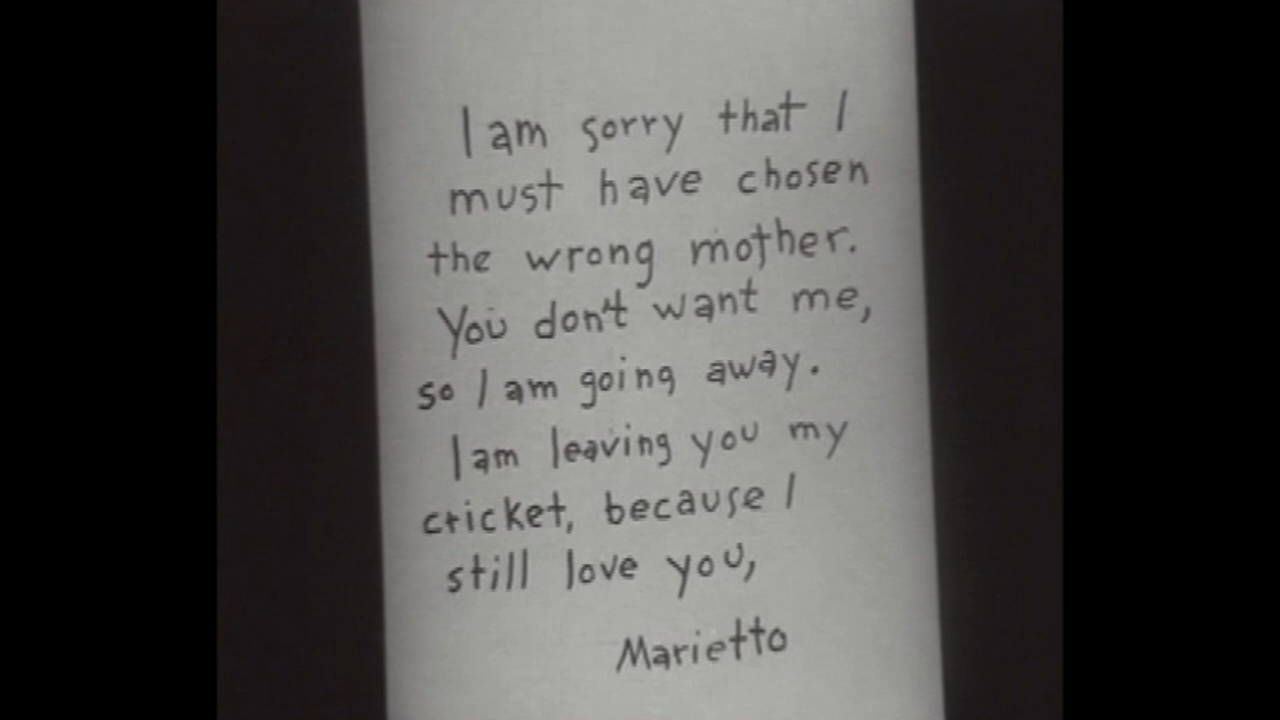 I am sorry that I
must have chosen
the wrong mother.
You don't want me,
so I am going away.
I am leaving you my
cricket, because I
still love you,
Marietto